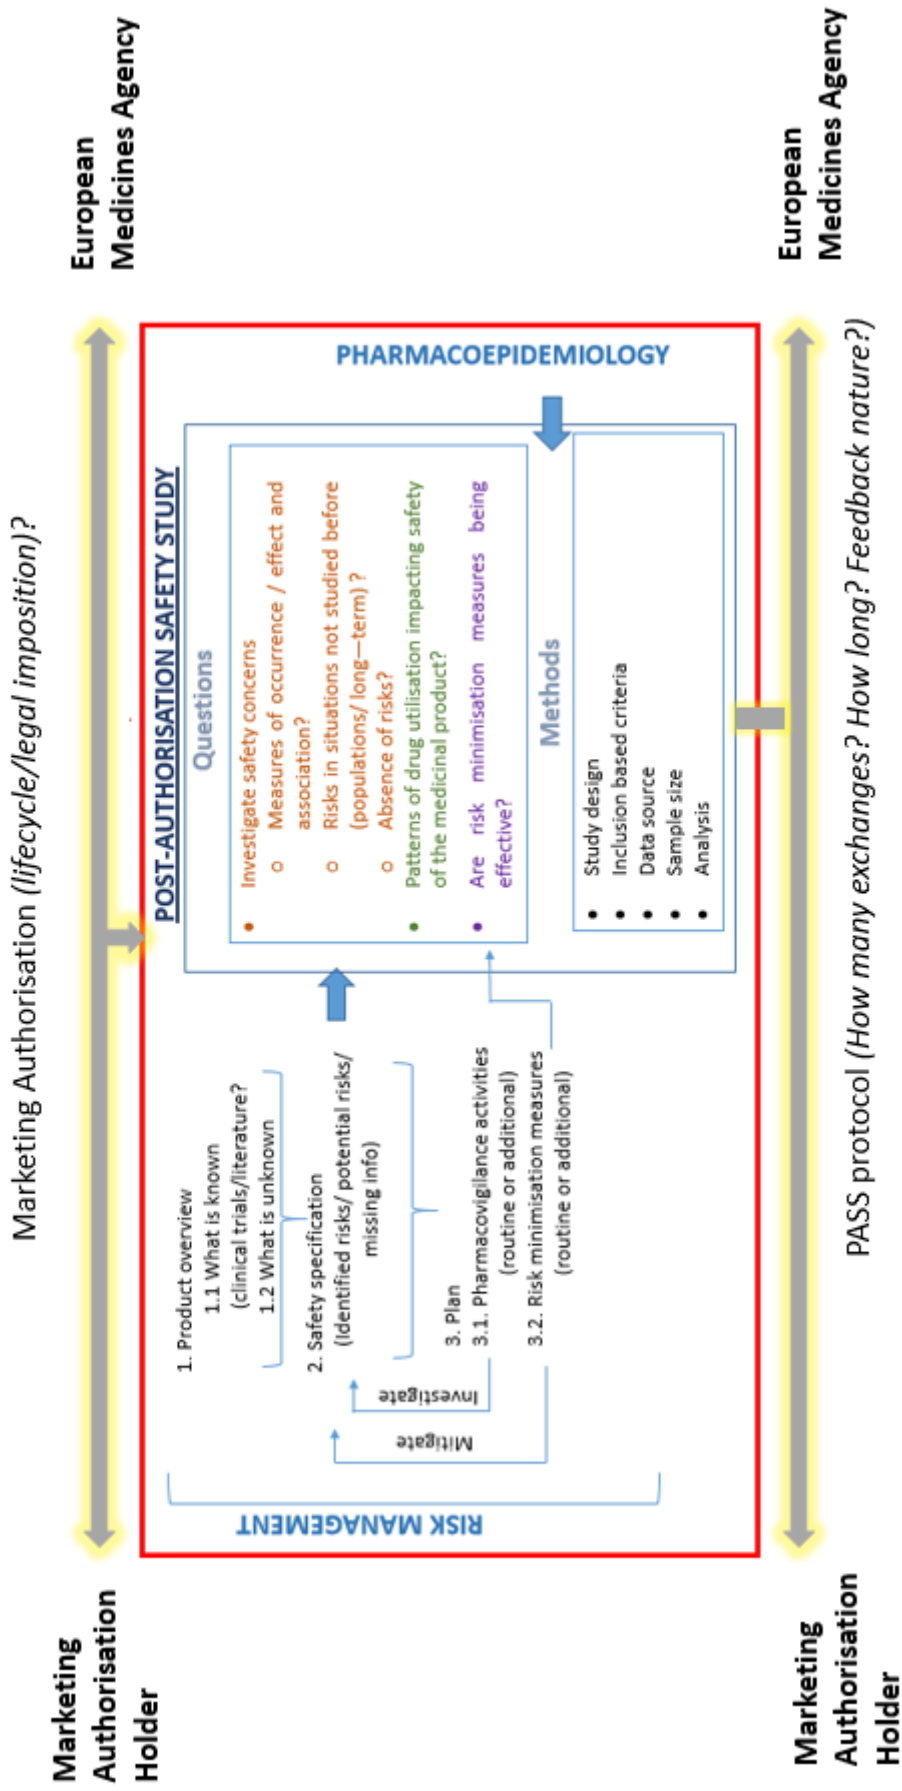 Marketing Authorisation (lifecycle/legal imposition)?
Marketing
Authorisation
Holder
European
Medicines Agency
RISK MANAGEMENT
Mitigate
Investigate
1. Product overview
1.1 What is known
(clinical trials/literature?
1.2 What is unknown
2. Safety specification
(Identified risks/ potential risks/
missing info)
3. Plan
3.1. Pharmacovigilance activities
(routine or additional)
3.2. Risk minimisation measures
(routine or additional)
POST-AUTHORISATION SAFETY STUDY
Questions
• Investigate safety concerns
o Measures of occurrence / effect and
association?
o Risks in situations not studied before
(populations/ long—term) ?
o Absence of risks?
• Patterns of drug utilisation impacting safety
of the medicinal product?
• Are risk minimisation measures being
effective?
Methods
• Study design
• Inclusion based criteria
• Data source
• Sample size
• Analysis
PHARMACOEPIDEMIOLOGY
Marketing
Authorisation
Holder
European
Medicines Agency
PASS protocol (How many exchanges? How long? Feedback nature?)